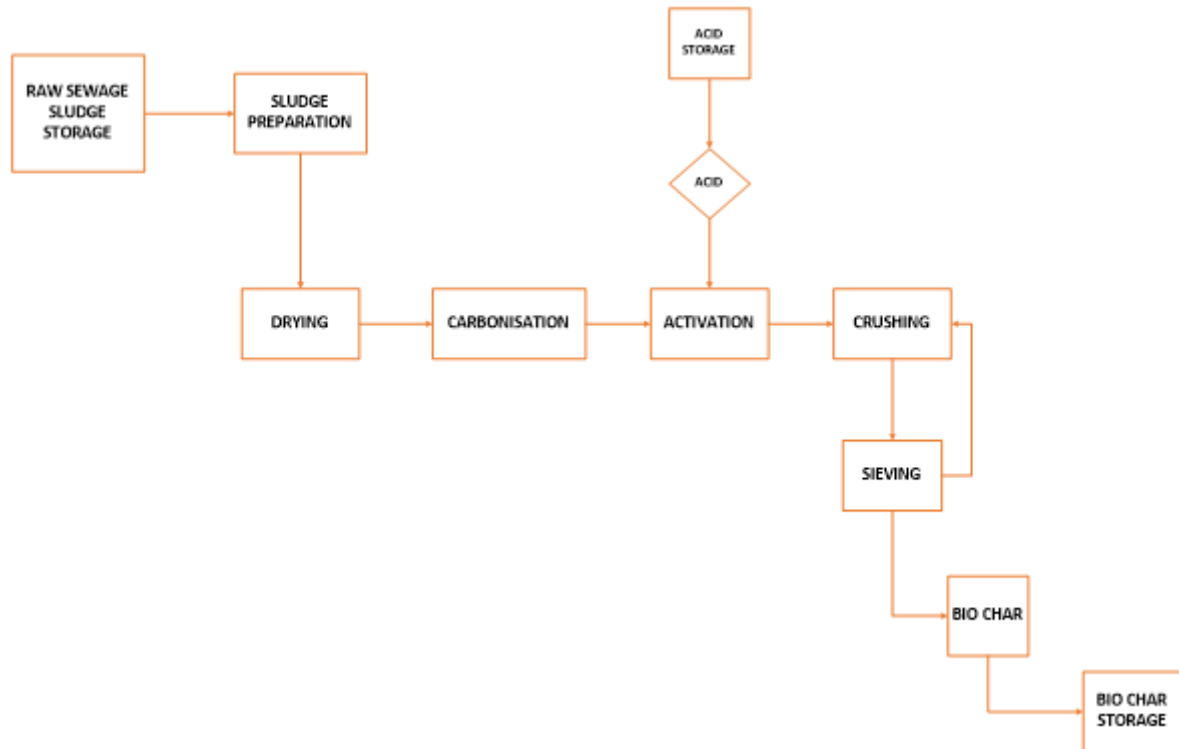 ACID
STORAGE
RAW SEWAGE
SLUDGE
STORAGE
SLUDGE
PREPARATION
ACID
DRYING
CARBONISATION
ACTIVATION
CRUSHING
SIEVING
BIO CHAR
BIO CHAR
STORAGE